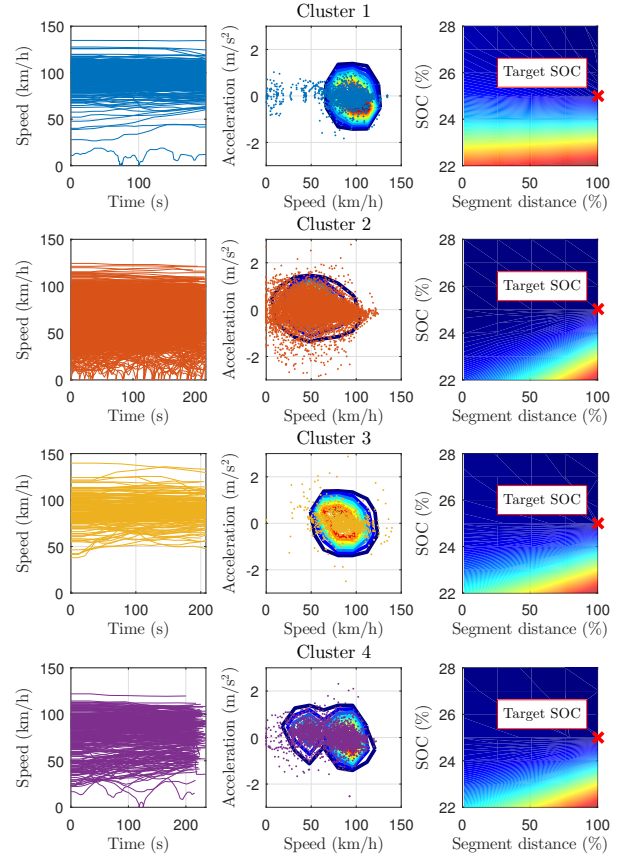 Cluster 1
Speed (km/h)
150
100
50
0
0
100
Time (s)
Acceleration (m/s²)
2
0
-2
0
50
100
150
Speed (km/h)
SOC (%)
28
26
24
22
0
50
100
Segment distance (%)
Target SOC
Cluster 2
Speed (km/h)
150
100
50
0
0
100
200
Time (s)
Acceleration (m/s²)
2
0
-2
0
50
100
150
Speed (km/h)
SOC (%)
28
26
24
22
0
50
100
Segment distance (%)
Target SOC
Cluster 3
Speed (km/h)
150
100
50
0
0
100
200
Time (s)
Acceleration (m/s²)
2
0
-2
0
50
100
150
Speed (km/h)
SOC (%)
28
26
24
22
0
50
100
Segment distance (%)
Target SOC
Cluster 4
Speed (km/h)
150
100
50
0
0
100
200
Time (s)
Acceleration (m/s²)
2
0
-2
0
50
100
150
Speed (km/h)
SOC (%)
28
26
24
22
0
50
100
Segment distance (%)
Target SOC